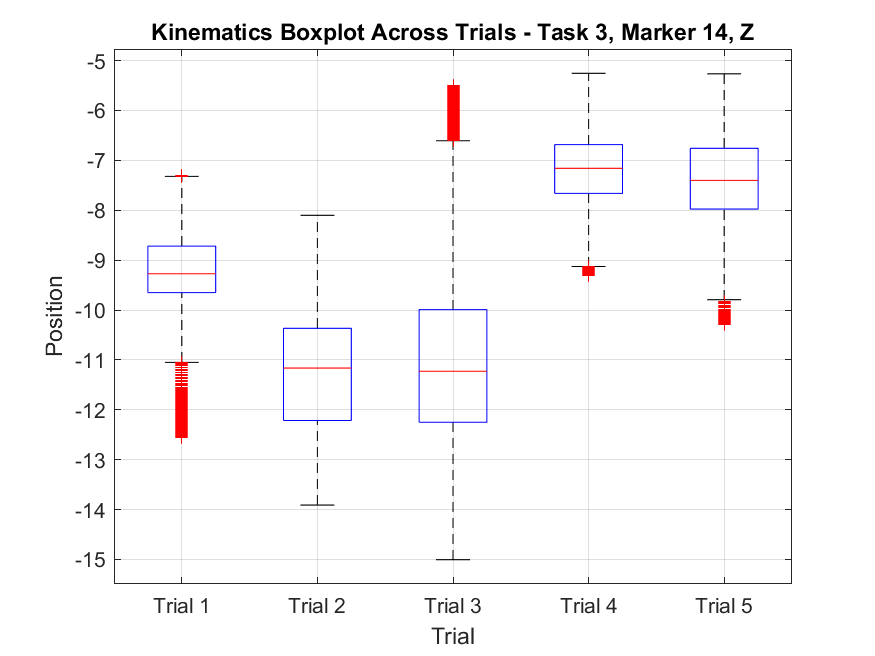 Kinematics Boxplot Across Trials - Task 3, Marker 14, Z
-5
-6
-7
-8
-9
-10
-11
-12
-13
-14
-15
Position
Trial 1 Trial 2 Trial 3 Trial 4 Trial 5
Trial